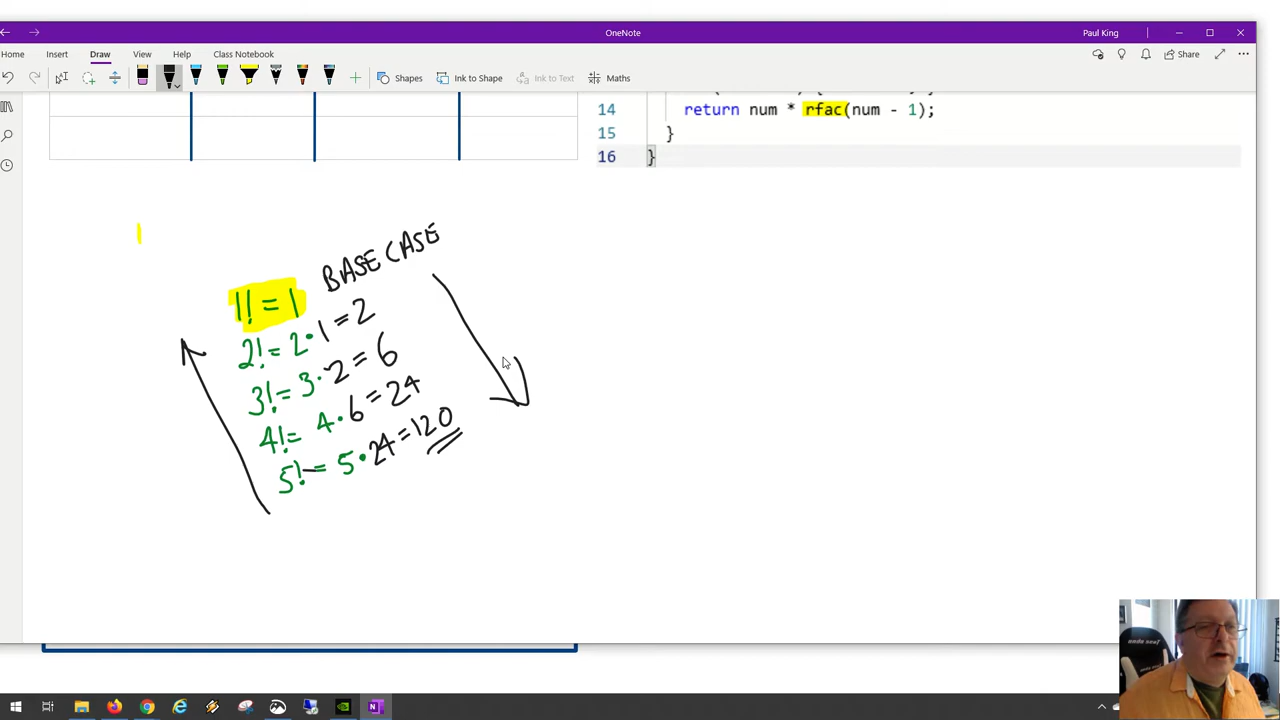 OneNote
Paul King
Home Insert Draw View Help Class Notebook
Share
Shapes Ink to Shape Ink to Text Maths
14 return num * rfac(num - 1);
15 }
16 }
BASE CASE
1! = 1
2! = 2 · 1 = 2
3! = 3 · 2 = 6
4! = 4 · 6 = 24
5! = 5 · 24 = 120